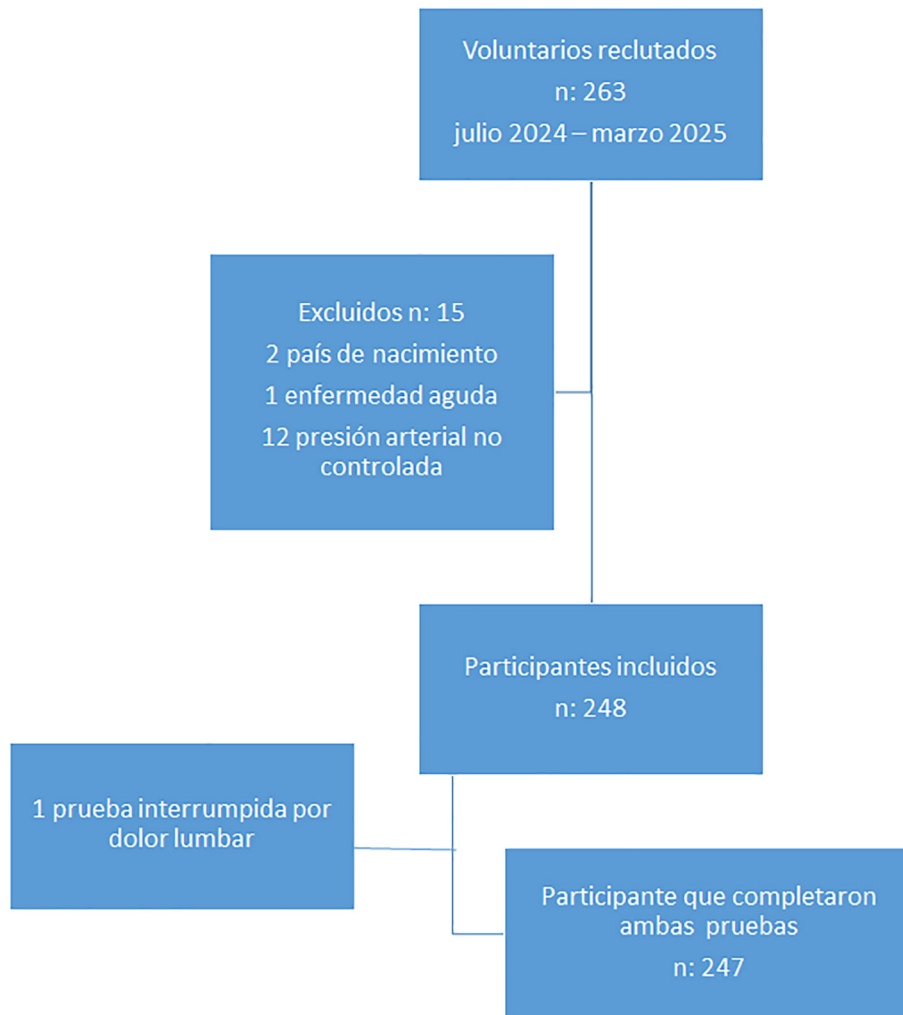 Voluntarios reclutados
n: 263
julio 2024 – marzo 2025
Excluidos n: 15
2 país de nacimiento
1 enfermedad aguda
12 presión arterial no
controlada
Participantes incluidos
n: 248
1 prueba interrumpida por
dolor lumbar
Participante que completaron
ambas pruebas
n: 247